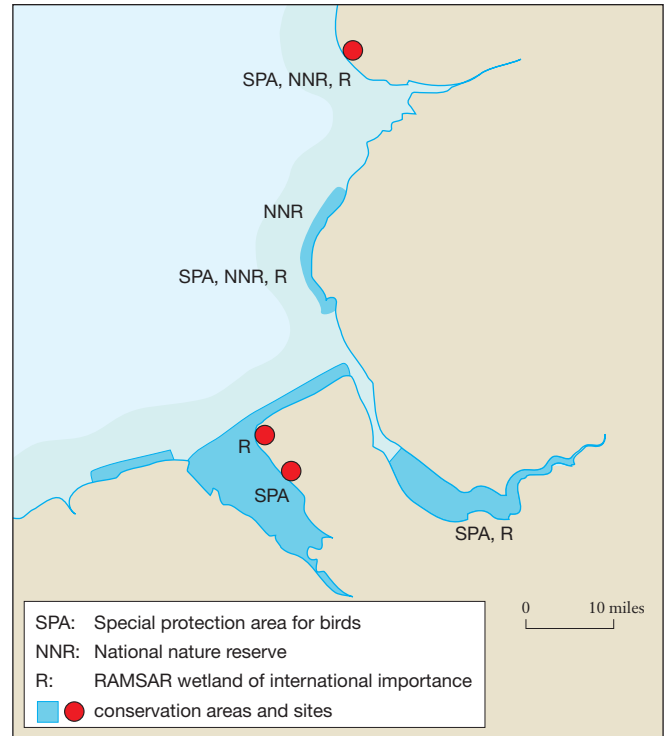 SPA, NNR, R
NNR
SPA, NNR, R
R
SPA
SPA, R
0 10 miles
SPA: Special protection area for birds
NNR: National nature reserve
R: RAMSAR wetland of international importance
conservation areas and sites